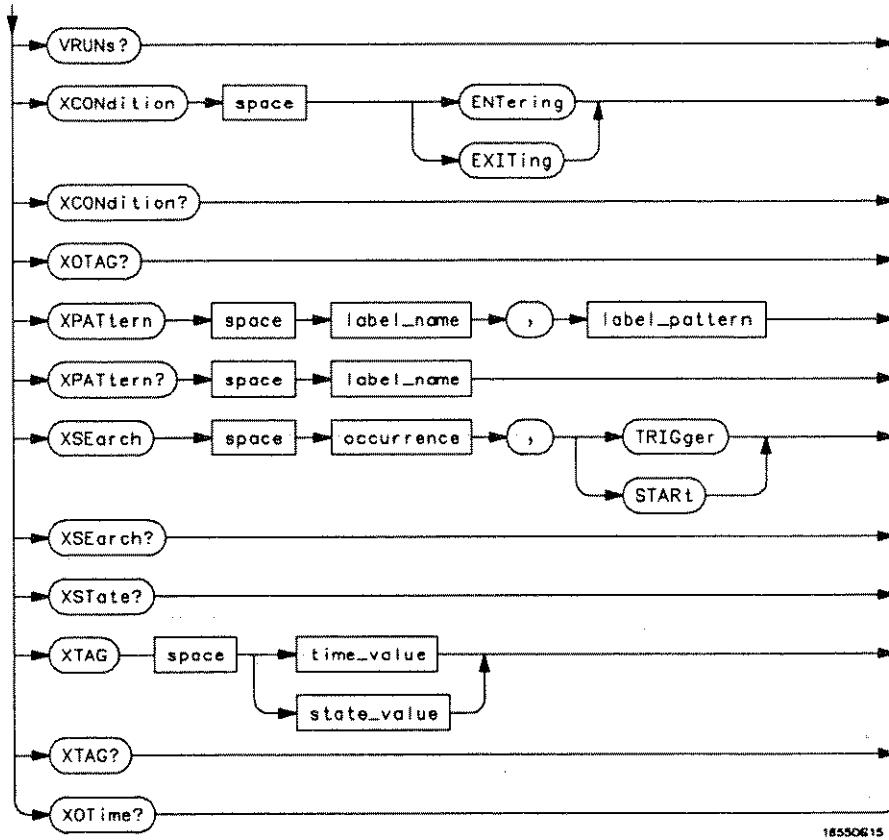 VRUNs?
XCONdition space ENTering
EXITing
XCONdition?
XOTAG?
XPATtern space label_name , label_pattern
XPATtern? space label_name
XSEarch space occurrence , TRIGger
STARt
XSEarch?
XSTate?
XTAG space time_value
state_value
XTAG?
XOTime?
16550615